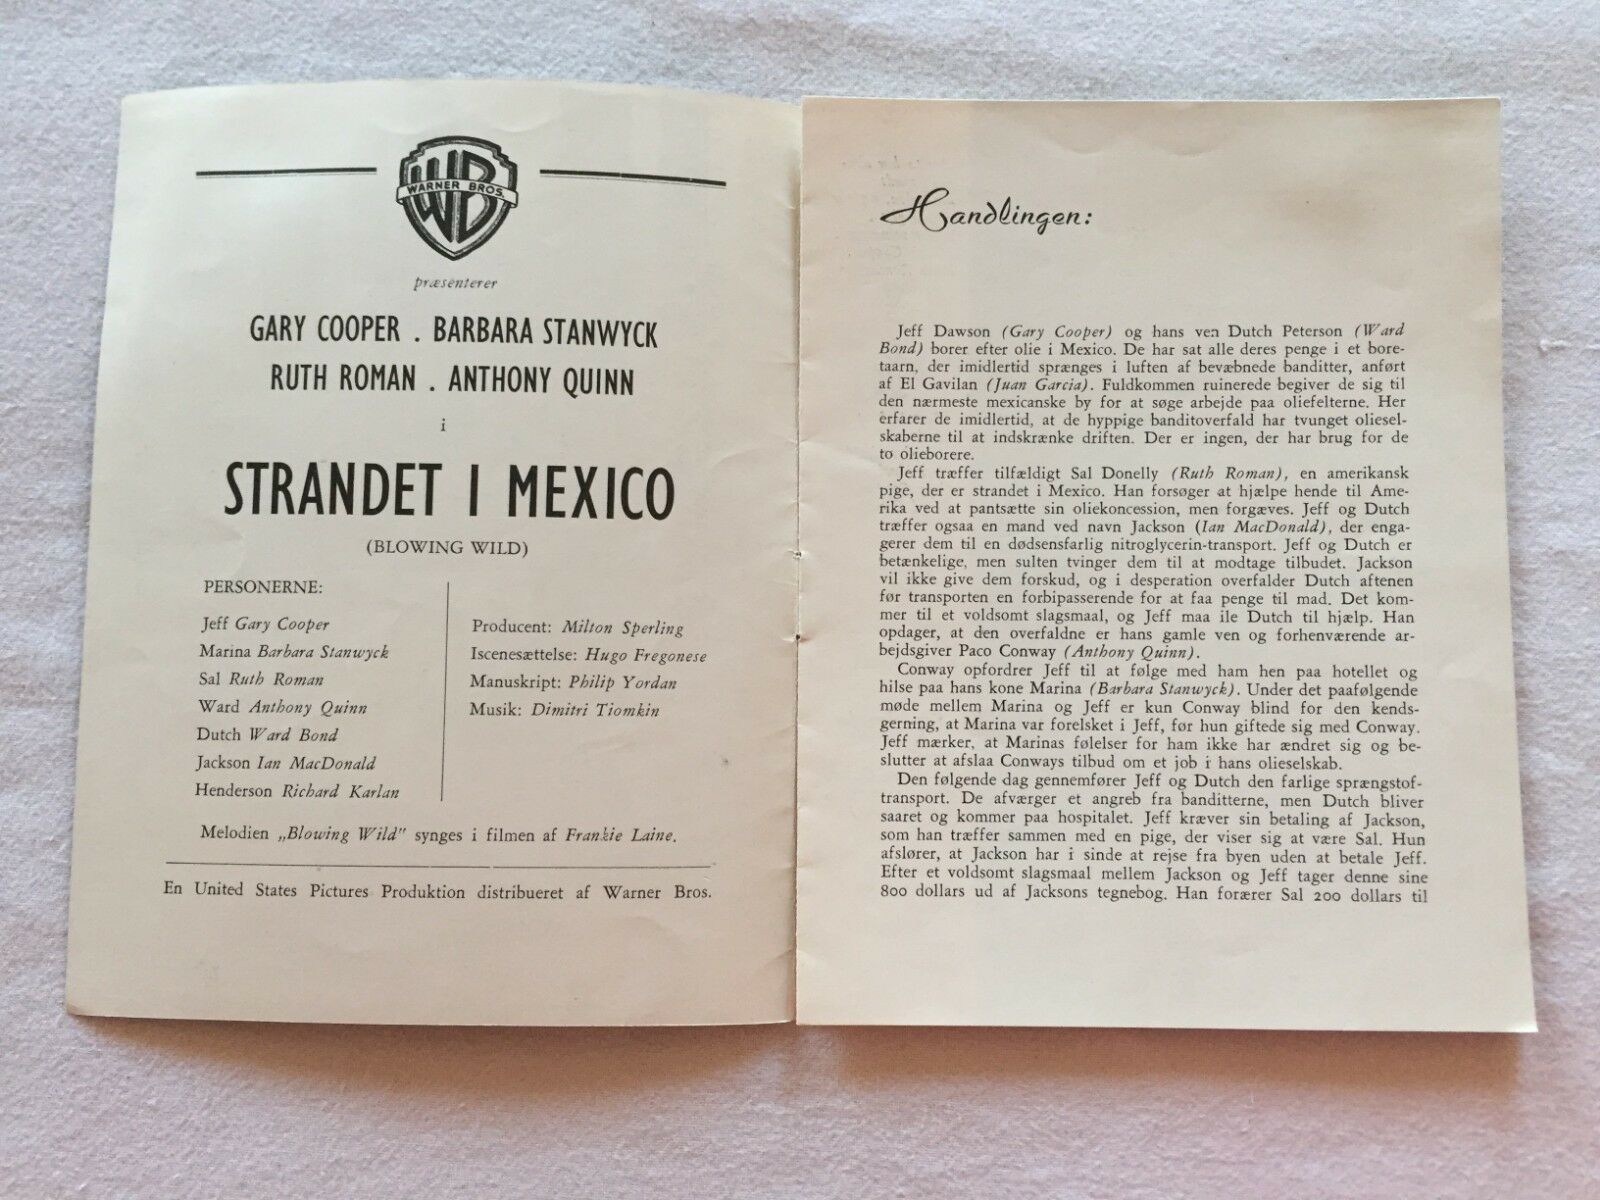 WB
WARNER BROS.
præsenterer
GARY COOPER . BARBARA STANWYCK
RUTH ROMAN . ANTHONY QUINN
i
STRANDET I MEXICO
(BLOWING WILD)
PERSONERNE:
Jeff Gary Cooper
Marina Barbara Stanwyck
Sal Ruth Roman
Ward Anthony Quinn
Dutch Ward Bond
Jackson Ian MacDonald
Henderson Richard Karlan
Producent: Milton Sperling
Iscenesættelse: Hugo Fregonese
Manuskript: Philip Yordan
Musik: Dimitri Tiomkin
Melodien „Blowing Wild" synges i filmen af Frankie Laine.
En United States Pictures Produktion distribueret af Warner Bros.
Handlingen:
Jeff Dawson (Gary Cooper) og hans ven Dutch Peterson (Ward
Bond) borer efter olie i Mexico. De har sat alle deres penge i et bore-
taarn, der imidlertid sprænges i luften af bevæbnede banditter, anført
af El Gavilan (Juan Garcia). Fuldkommen ruinerede begiver de sig til
den nærmeste mexicanske by for at søge arbejde paa oliefelterne. Her
erfarer de imidlertid, at de hyppige banditoverfald har tvunget oliesel-
skaberne til at indskrænke driften. Der er ingen, der har brug for de
to olieborere.
Jeff træffer tilfældigt Sal Donelly (Ruth Roman), en amerikansk
pige, der er strandet i Mexico. Han forsøger at hjælpe hende til Ame-
rika ved at pantsætte sin oliekoncession, men forgæves. Jeff og Dutch
træffer ogsaa en mand ved navn Jackson (Ian MacDonald), der enga-
gerer dem til en dødsensfarlig nitroglycerin-transport. Jeff og Dutch er
betænkelige, men sulten tvinger dem til at modtage tilbudet. Jackson
vil ikke give dem forskud, og i desperation overfalder Dutch aftenen
før transporten en forbipasserende for at faa penge til mad. Det kom-
mer til et voldsomt slagsmaal, og Jeff maa ile Dutch til hjælp. Han
opdager, at den overfaldne er hans gamle ven og forhenværende ar-
bejdsgiver Paco Conway (Anthony Quinn).
Conway opfordrer Jeff til at følge med ham hen paa hotellet og
hilse paa hans kone Marina (Barbara Stanwyck). Under det paafølgende
møde mellem Marina og Jeff er kun Conway blind for den kends-
gerning, at Marina var forelsket i Jeff, før hun giftede sig med Conway.
Jeff mærker, at Marinas følelser for ham ikke har ændret sig og be-
slutter at afslaa Conways tilbud om et job i hans olieselskab.
Den følgende dag gennemfører Jeff og Dutch den farlige sprængstof-
transport. De afværger et angreb fra banditterne, men Dutch bliver
saaret og kommer paa hospitalet. Jeff kræver sin betaling af Jackson,
som han træffer sammen med en pige, der viser sig at være Sal. Hun
afslører, at Jackson har i sinde at rejse fra byen uden at betale Jeff.
Efter et voldsomt slagsmaal mellem Jackson og Jeff tager denne sine
800 dollars ud af Jacksons tegnebog. Han forærer Sal 200 dollars til